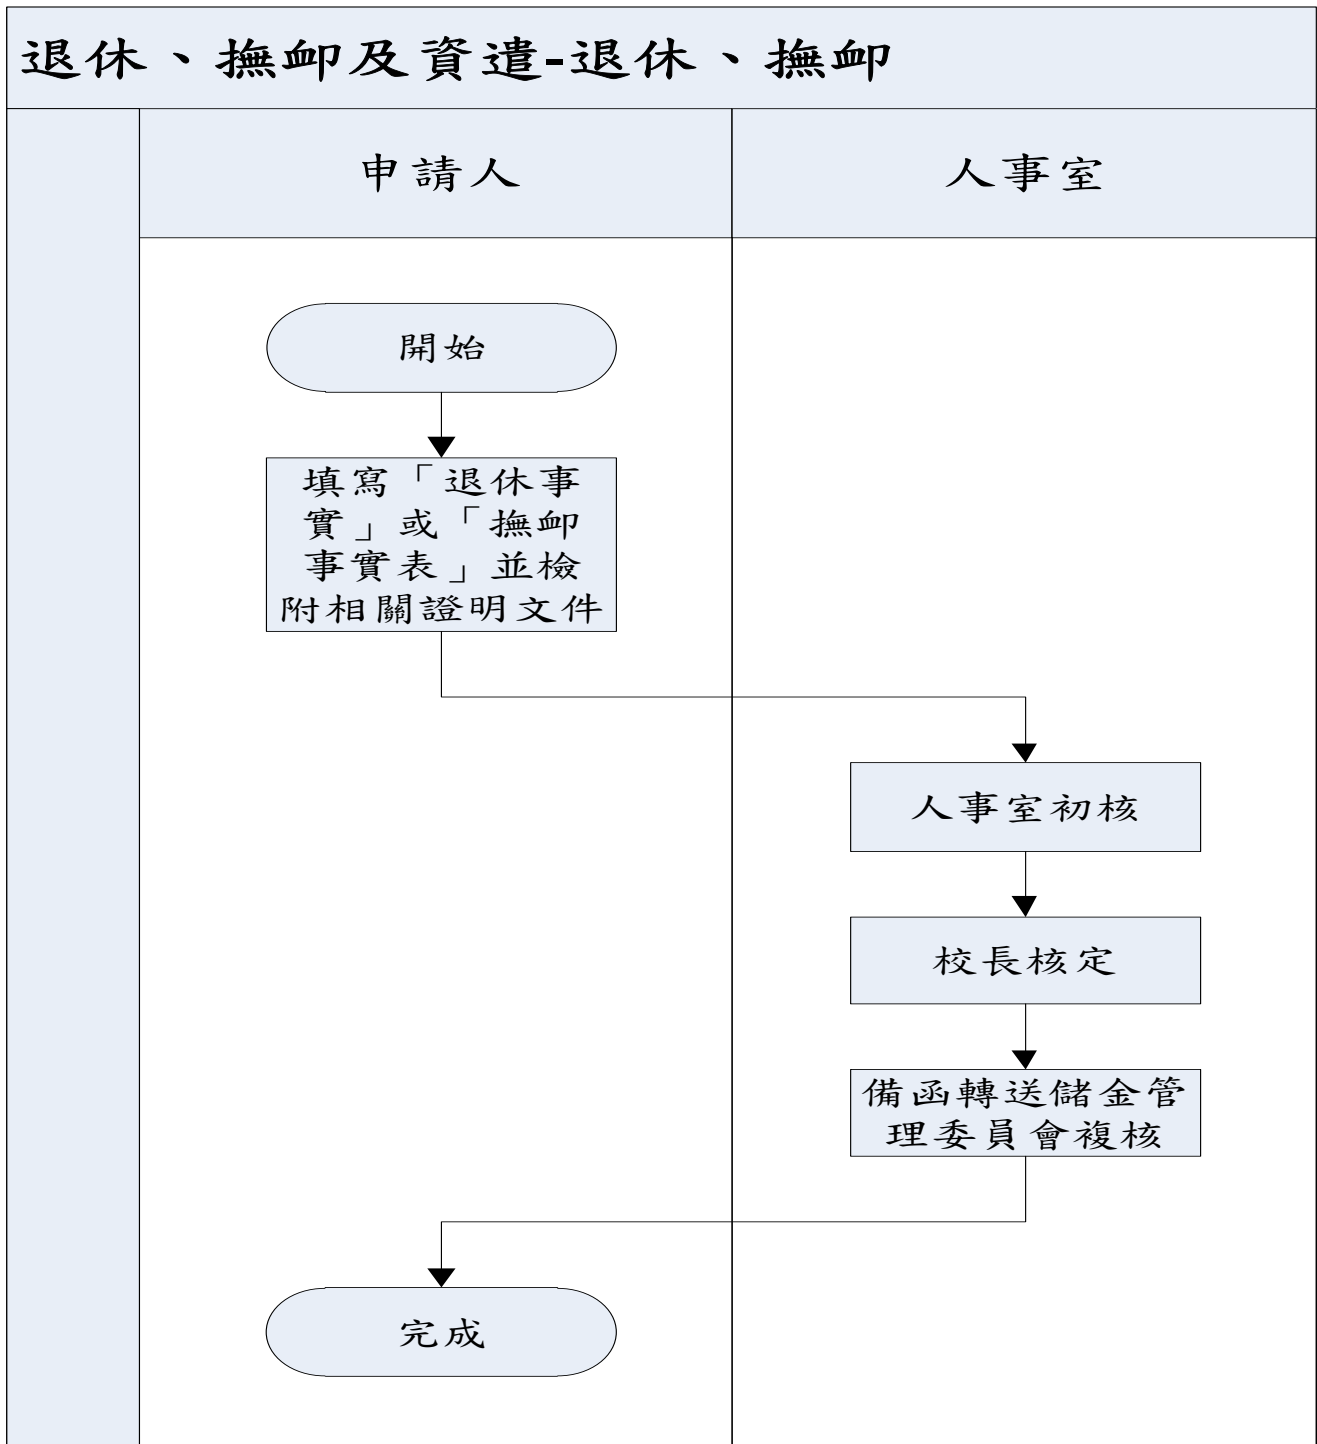 退休、撫卹及資遣-退休、撫卹
申請人
人事室
開始
填寫「退休事
實」或「撫卹
事實表」並檢
附相關證明文件
人事室初核
校長核定
備函轉送儲金管
理委員會複核
完成